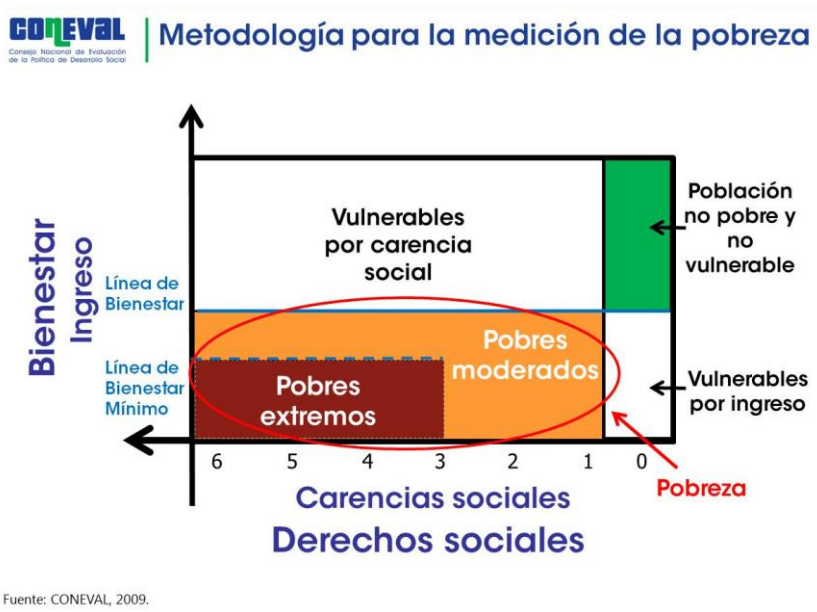 CONEVAL
Consejo Nacional de Evaluación
de la Política de Desarrollo Social
Metodología para la medición de la pobreza
Bienestar
Ingreso
Línea de
Bienestar
Línea de
Bienestar
Mínimo
Vulnerables
por carencia
social
Pobres
moderados
Pobres
extremos
Población
no pobre y
no
vulnerable
Vulnerables
por ingreso
Pobreza
6 5 4 3 2 1 0
Carencias sociales
Derechos sociales
Fuente: CONEVAL, 2009.